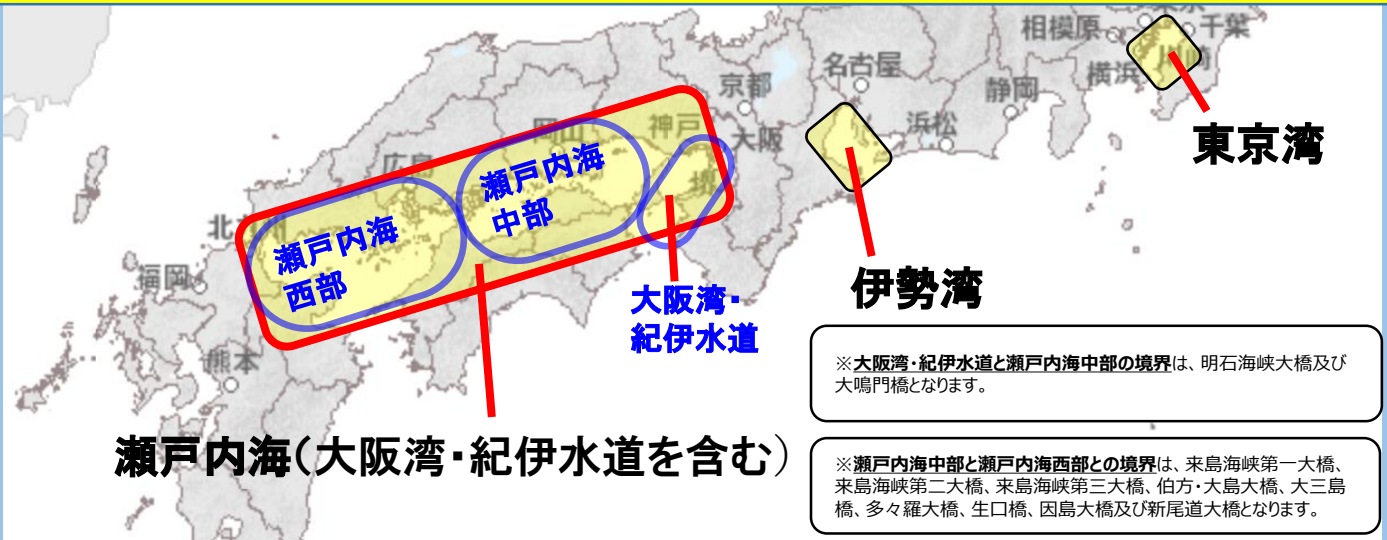 相模原
千葉
川崎
横浜
東京湾
名古屋
静岡
浜松
伊勢湾
京都
神戸
大阪
堺
岡山
広島
瀬戸内海
中部
瀬戸内海
西部
大阪湾・
紀伊水道
福岡
熊本
瀬戸内海(大阪湾・紀伊水道を含む)
※大阪湾・紀伊水道と瀬戸内海中部の境界は、明石海峡大橋及び
大鳴門橋となります。
※瀬戸内海中部と瀬戸内海西部との境界は、来島海峡第一大橋、
来島海峡第二大橋、来島海峡第三大橋、伯方・大島大橋、大三島
橋、多々羅大橋、生口橋、因島大橋及び新尾道大橋となります。